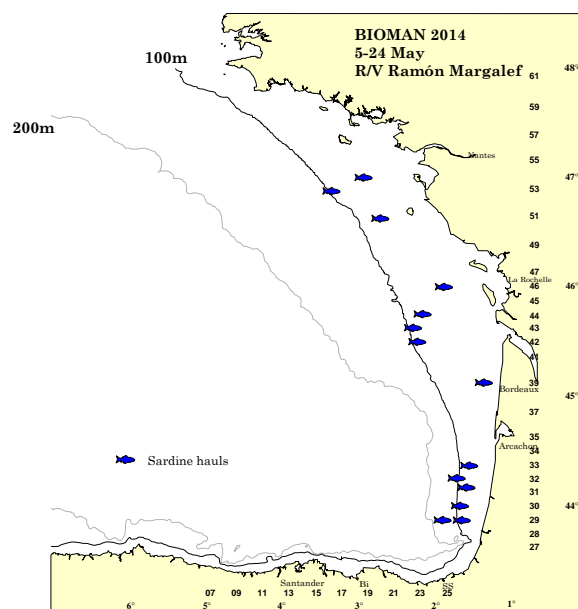 BIOMAN 2014
5-24 May
R/V Ramón Margalef
100m
48°
61
59
200m
57
Nantes
55
47°
53
51
49
47
La Rochelle
46°
45
44
43
42
41
39
Bordeaux
45°
37
35
Arcachon
34
Sardine hauls
33
32
31
30
44°
29
28
27
Santander
Bi
SS
07 09 11 13 15 17 19 21 23 25
6° 5° 4° 3° 2° 1°